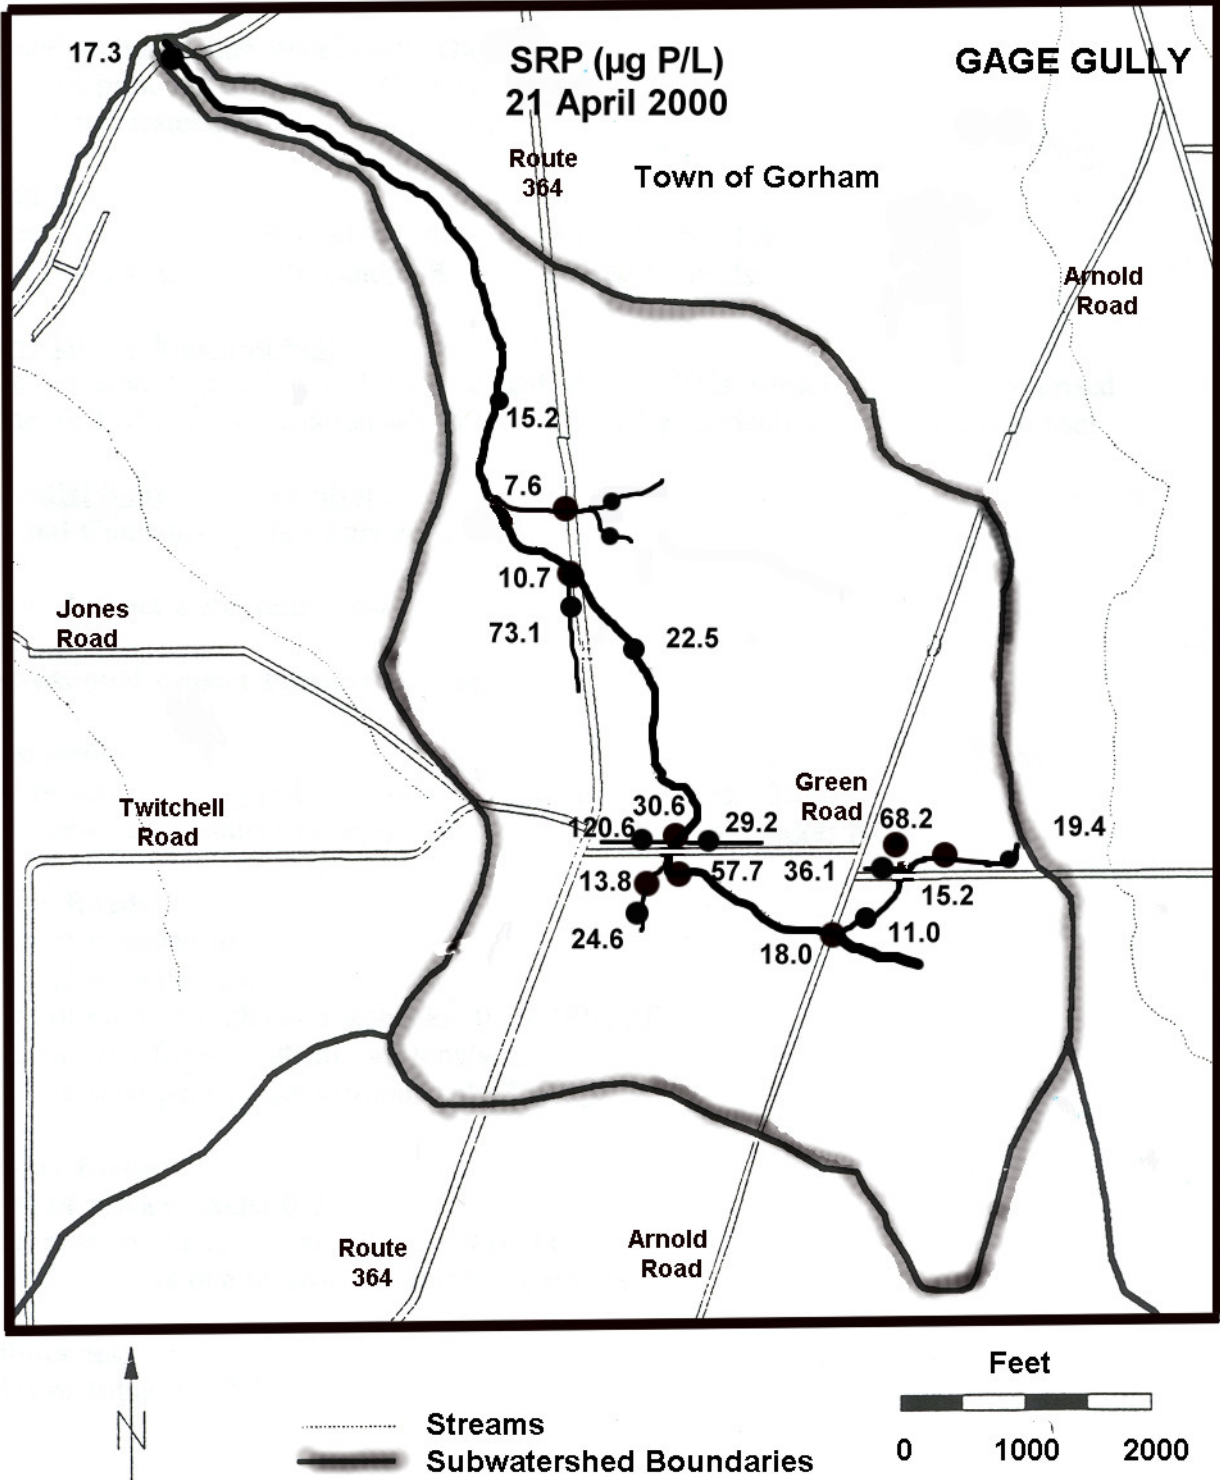 17.3
SRP (µg P/L)
21 April 2000
GAGE GULLY
Route
364
Town of Gorham
Arnold
Road
15.2
7.6
10.7
73.1
22.5
Jones
Road
Twitchell
Road
Green
Road
30.6
120.6
29.2
68.2
19.4
13.8
57.7
36.1
15.2
24.6
18.0
11.0
Route
364
Arnold
Road
N
Feet
0 1000 2000
Streams
Subwatershed Boundaries